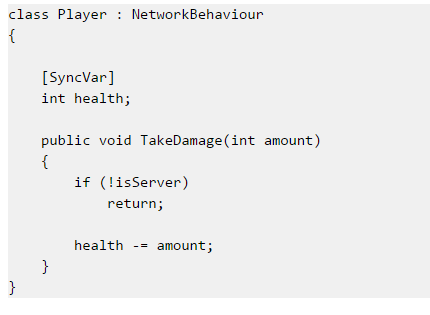 class Player : NetworkBehaviour
{
    [SyncVar]
    int health;
    public void TakeDamage(int amount)
    {
        if (!isServer)
            return;
        health -= amount;
    }
}